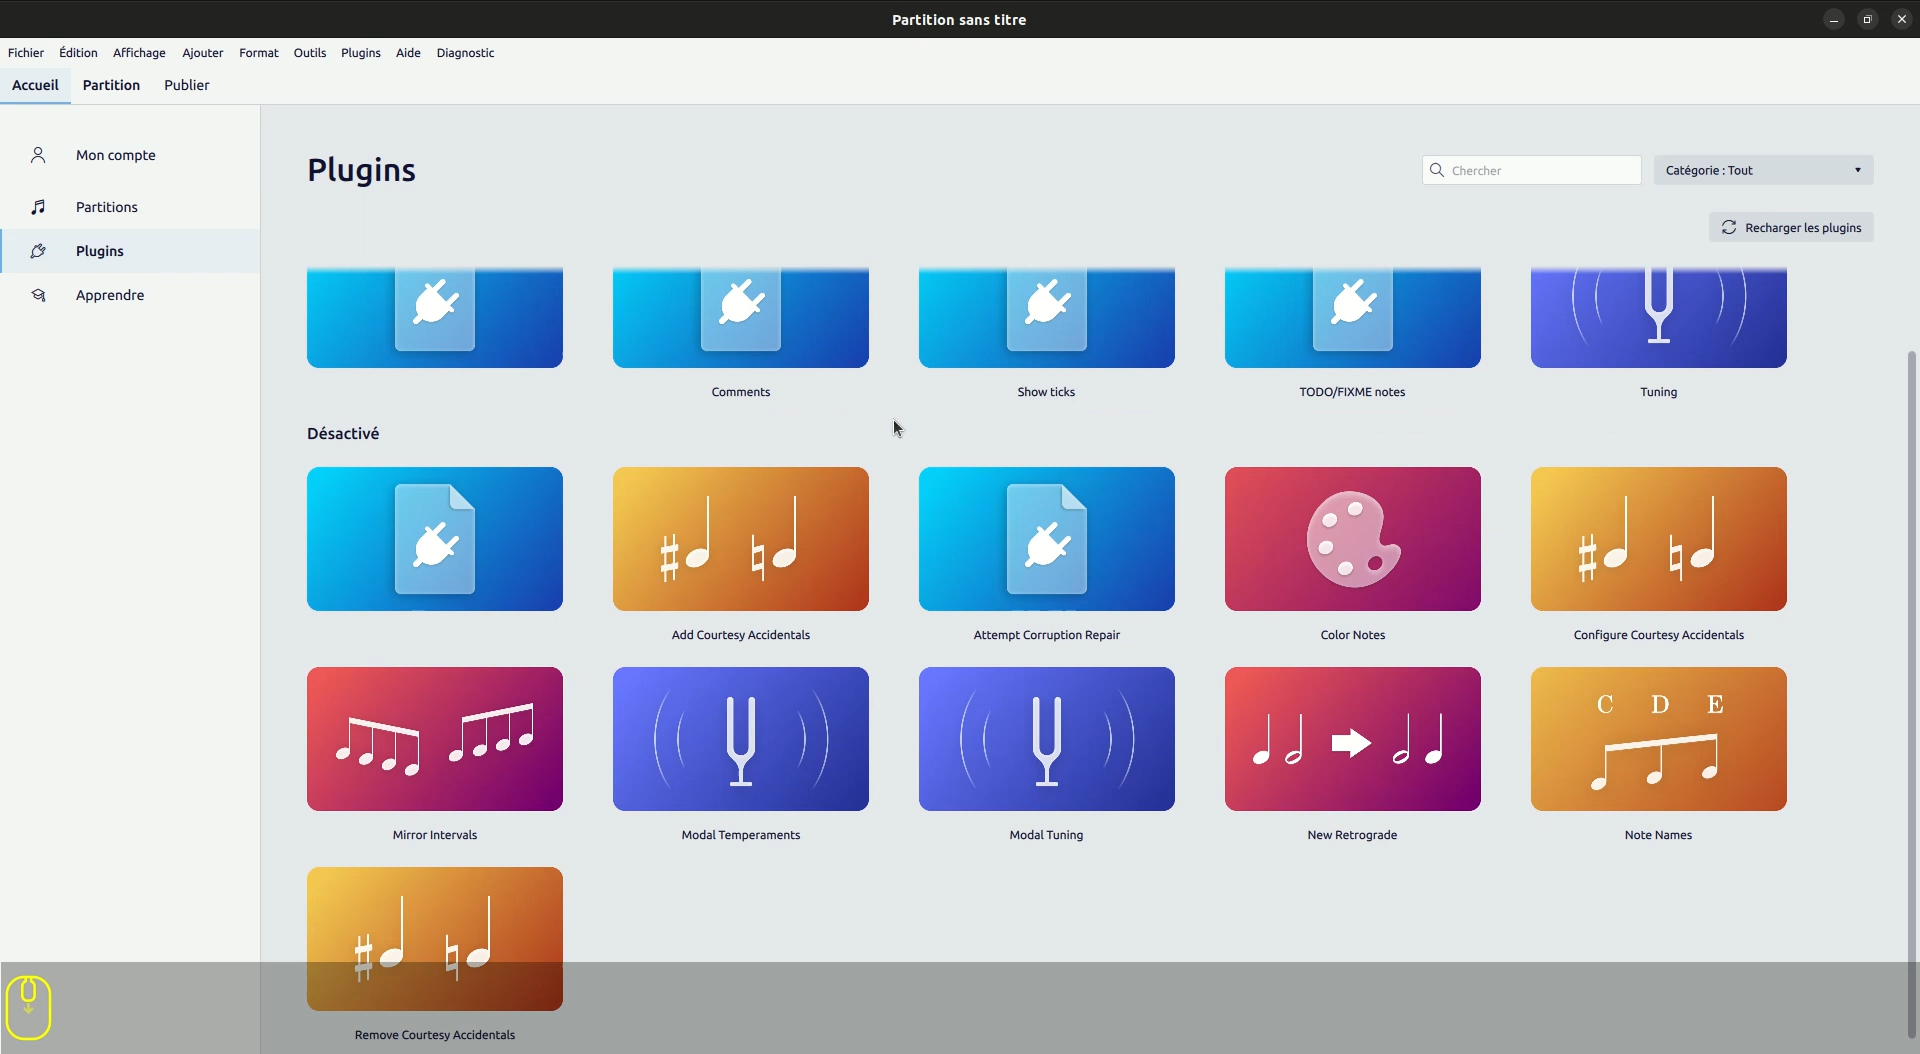 Partition sans titre
Fichier Édition Affichage Ajouter Format Outils Plugins Aide Diagnostic
Accueil Partition Publier
Mon compte
Partitions
Plugins
Apprendre
Plugins
Chercher
Catégorie : Tout
Recharger les plugins
Comments
Show ticks
TODO/FIXME notes
Tuning
Désactivé
Add Courtesy Accidentals
Attempt Corruption Repair
Color Notes
Configure Courtesy Accidentals
C D E
Mirror Intervals
Modal Temperaments
Modal Tuning
New Retrograde
Note Names
Remove Courtesy Accidentals